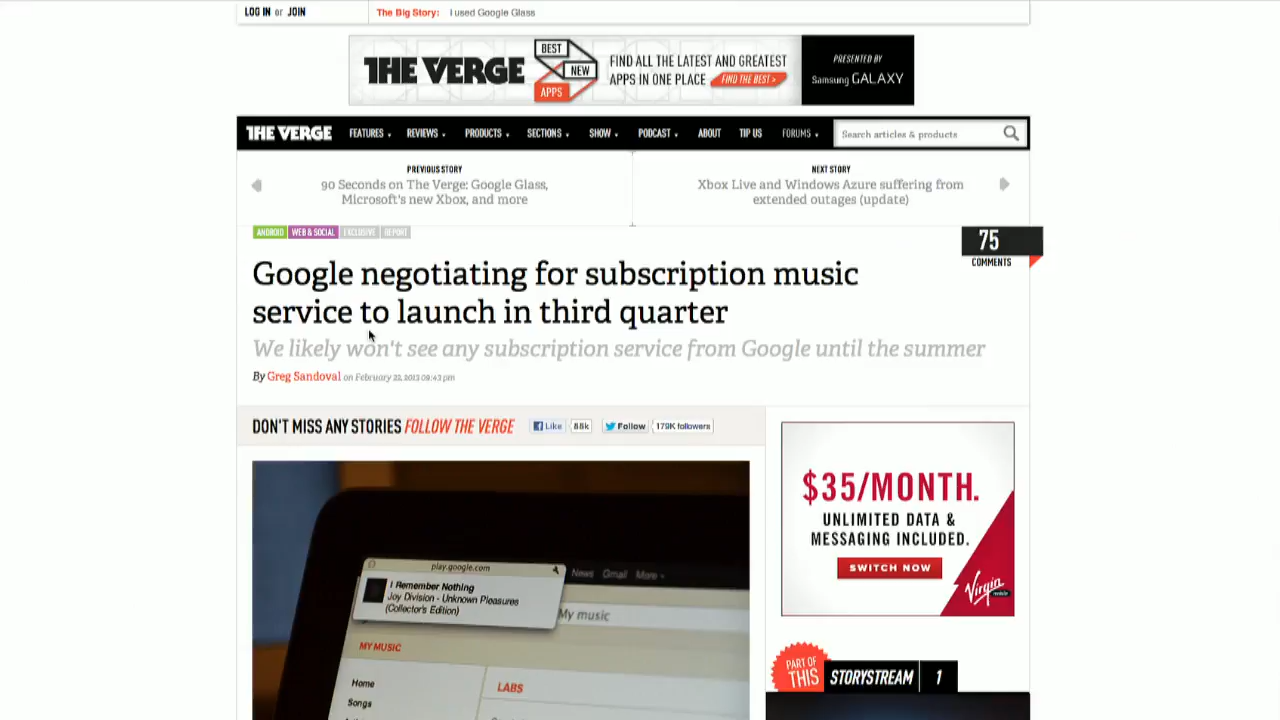 LOG IN or JOIN
The Big Story: I used Google Glass
THE VERGE
BEST
NEW
APPS
FIND ALL THE LATEST AND GREATEST
APPS IN ONE PLACE FIND THE BEST >
PRESENTED BY
Samsung GALAXY
THE VERGE FEATURES REVIEWS PRODUCTS SECTIONS SHOW PODCAST ABOUT TIP US FORUMS Search articles & products
PREVIOUS STORY
90 Seconds on The Verge: Google Glass,
Microsoft's new Xbox, and more
NEXT STORY
Xbox Live and Windows Azure suffering from
extended outages (update)
ANDROID WEB & SOCIAL EXCLUSIVE REPORT
75
COMMENTS
Google negotiating for subscription music
service to launch in third quarter
We likely won't see any subscription service from Google until the summer
By Greg Sandoval on February 22, 2013 09:43 pm
DON'T MISS ANY STORIES FOLLOW THE VERGE Like 88k Follow 179K followers
play.google.com
I Remember Nothing
Joy Division - Unknown Pleasures
(Collector's Edition)
News Gmail More
My music
MY MUSIC
Home
Songs
LABS
$35/MONTH.
UNLIMITED DATA &
MESSAGING INCLUDED.
SWITCH NOW
Virgin
mobile
PART OF
THIS
STORYSTREAM 1